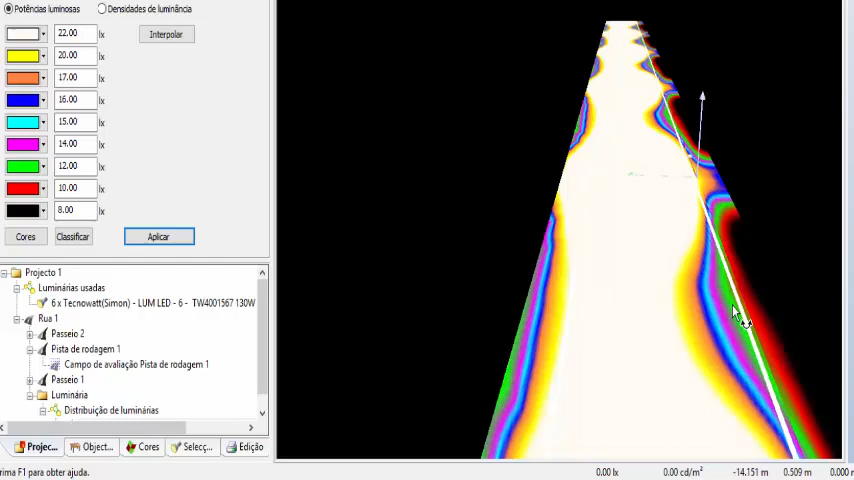 Potências luminosas
Densidades de luminância
22.00 lx
Interpolar
20.00 lx
17.00 lx
16.00 lx
15.00 lx
14.00 lx
12.00 lx
10.00 lx
8.00 lx
Cores
Classificar
Aplicar
Projecto 1
Luminárias usadas
6 x Tecnowatt(Simon) - LUM LED - 6 - TW4001567 130W
Rua 1
Passeio 2
Pista de rodagem 1
Campo de avaliação Pista de rodagem 1
Passeio 1
Luminária
Distribuição de luminárias
Projec...
Object...
Cores
Selecç...
Edição
rima F1 para obter ajuda.
0.00 lx
0.00 cd/m²
-14.151 m
0.509 m
0.000 r